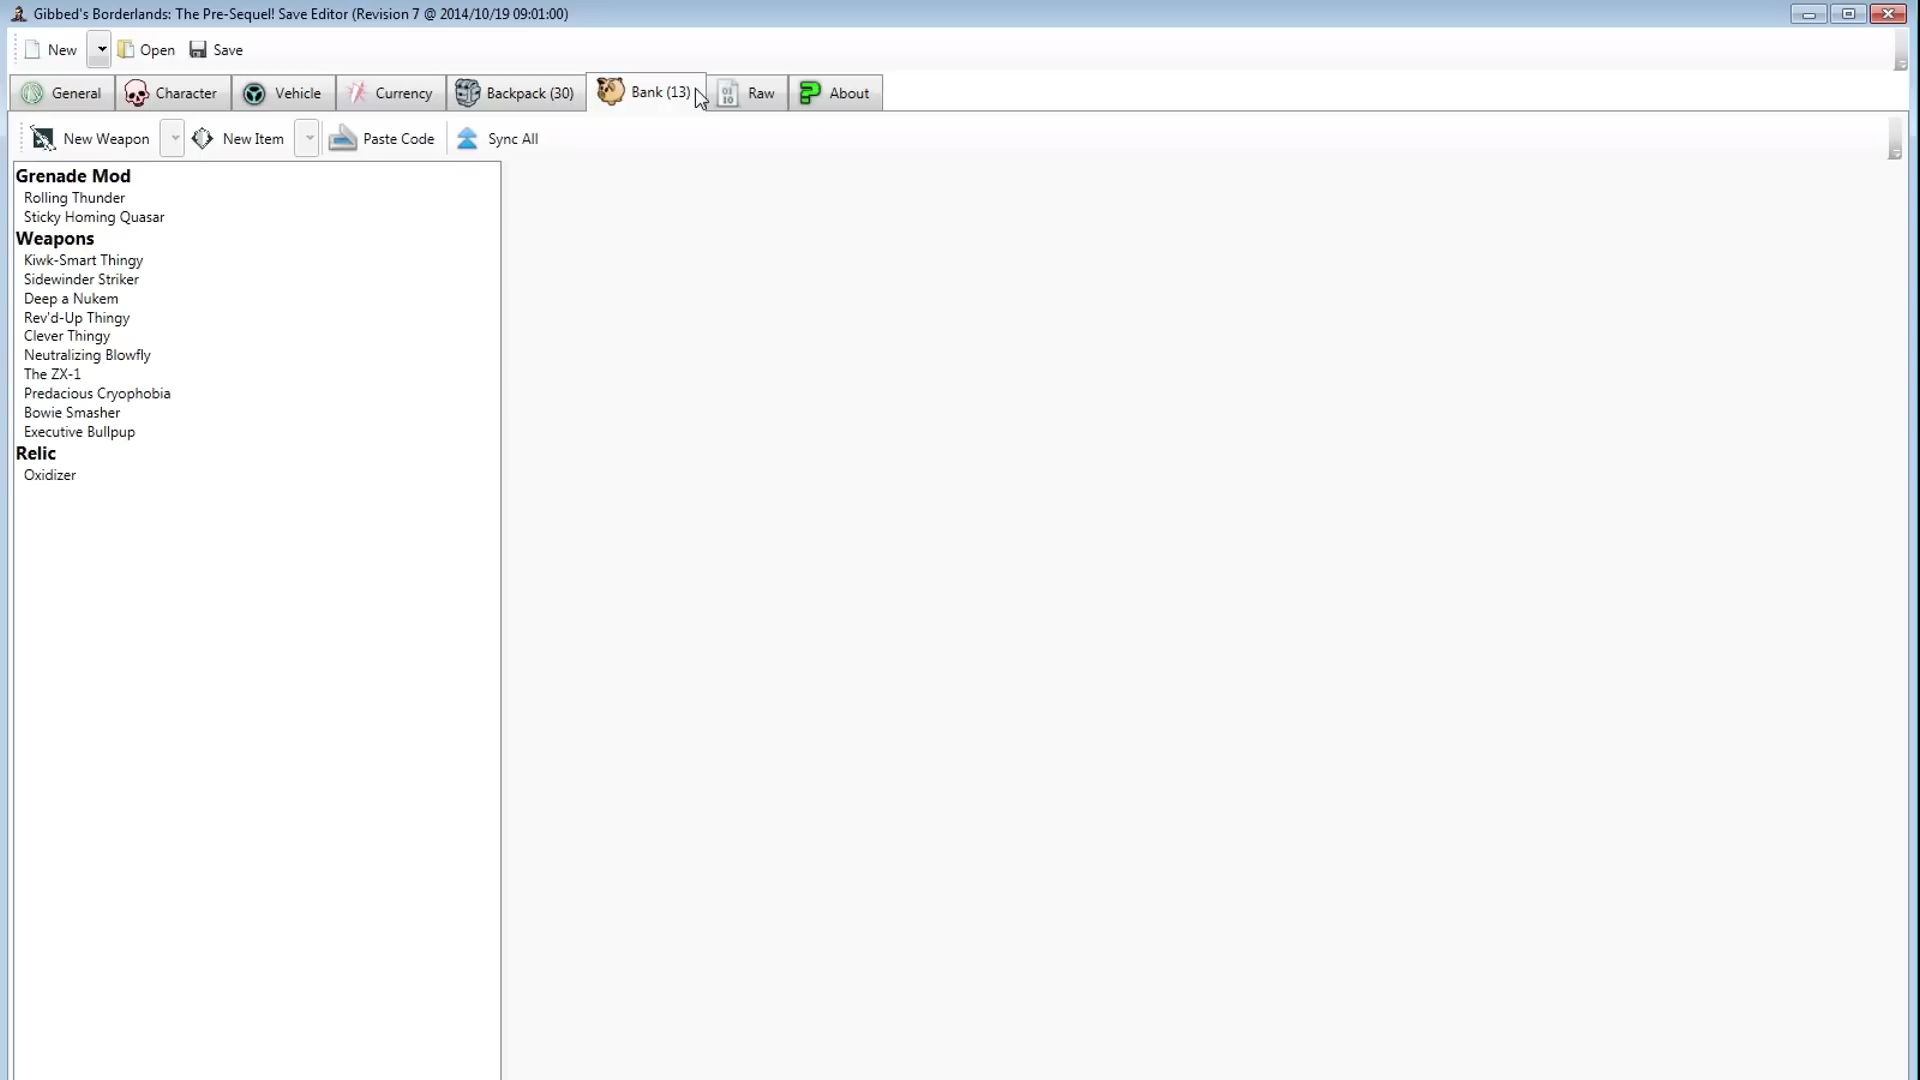 Gibbed's Borderlands: The Pre-Sequel! Save Editor (Revision 7 @ 2014/10/19 09:01:00)
New Open Save
General Character Vehicle Currency Backpack (30) Bank (13) Raw About
New Weapon New Item Paste Code Sync All
Grenade Mod
Rolling Thunder
Sticky Homing Quasar
Weapons
Kiwk-Smart Thingy
Sidewinder Striker
Deep a Nukem
Rev'd-Up Thingy
Clever Thingy
Neutralizing Blowfly
The ZX-1
Predacious Cryophobia
Bowie Smasher
Executive Bullpup
Relic
Oxidizer